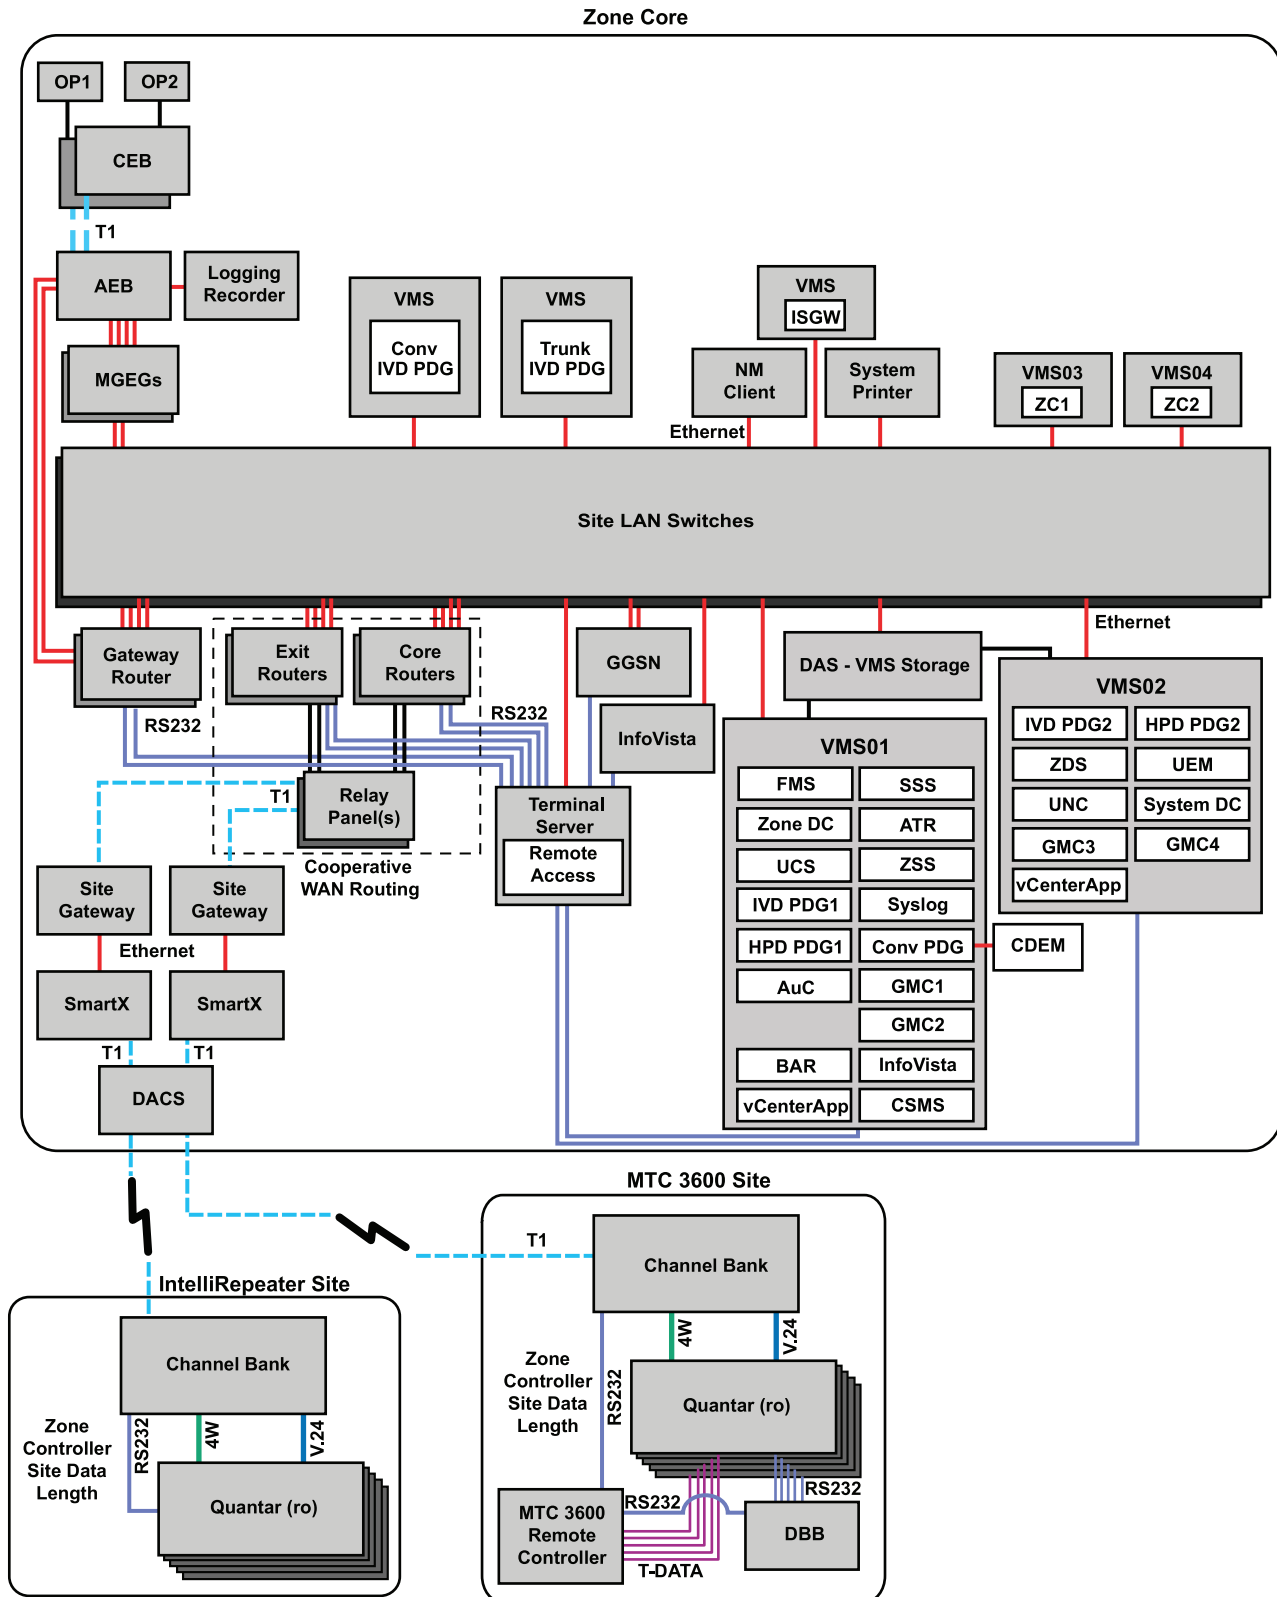 Zone Core
OP1
OP2
CEB
T1
AEB
Logging
Recorder
MGEGs
VMS
Conv
IVD PDG
VMS
Trunk
IVD PDG
VMS
ISGW
NM
Client
System
Printer
Ethernet
VMS03
ZC1
VMS04
ZC2
Site LAN Switches
Gateway
Router
RS232
Exit
Routers
Core
Routers
RS232
Relay
Panel(s)
T1
Cooperative
WAN Routing
GGSN
InfoVista
Terminal
Server
Remote
Access
DAS - VMS Storage
Ethernet
VMS02
IVD PDG2
HPD PDG2
ZDS
UEM
UNC
System DC
GMC3
GMC4
vCenterApp
VMS01
FMS
SSS
Zone DC
ATR
UCS
ZSS
IVD PDG1
Syslog
HPD PDG1
Conv PDG
AuC
GMC1
GMC2
BAR
InfoVista
vCenterApp
CSMS
CDEM
Site
Gateway
Site
Gateway
Ethernet
SmartX
SmartX
T1
T1
DACS
MTC 3600 Site
T1
Channel Bank
Zone
Controller
Site Data
Length
RS232
4W
V.24
Quantar (ro)
RS232
RS232
MTC 3600
Remote
Controller
T-DATA
DBB
IntelliRepeater Site
Channel Bank
Zone
Controller
Site Data
Length
RS232
4W
V.24
Quantar (ro)